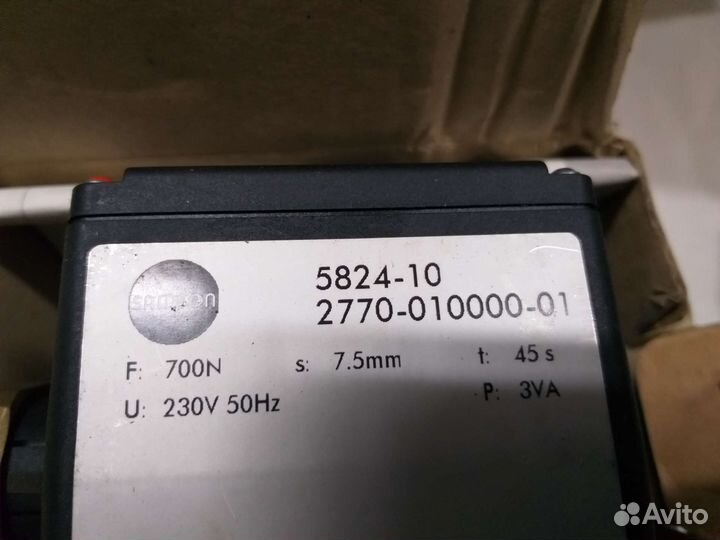 samson
5824-10
2770-010000-01
F: 700N s: 7.5mm t: 45 s
U: 230V 50Hz P: 3VA
Avito